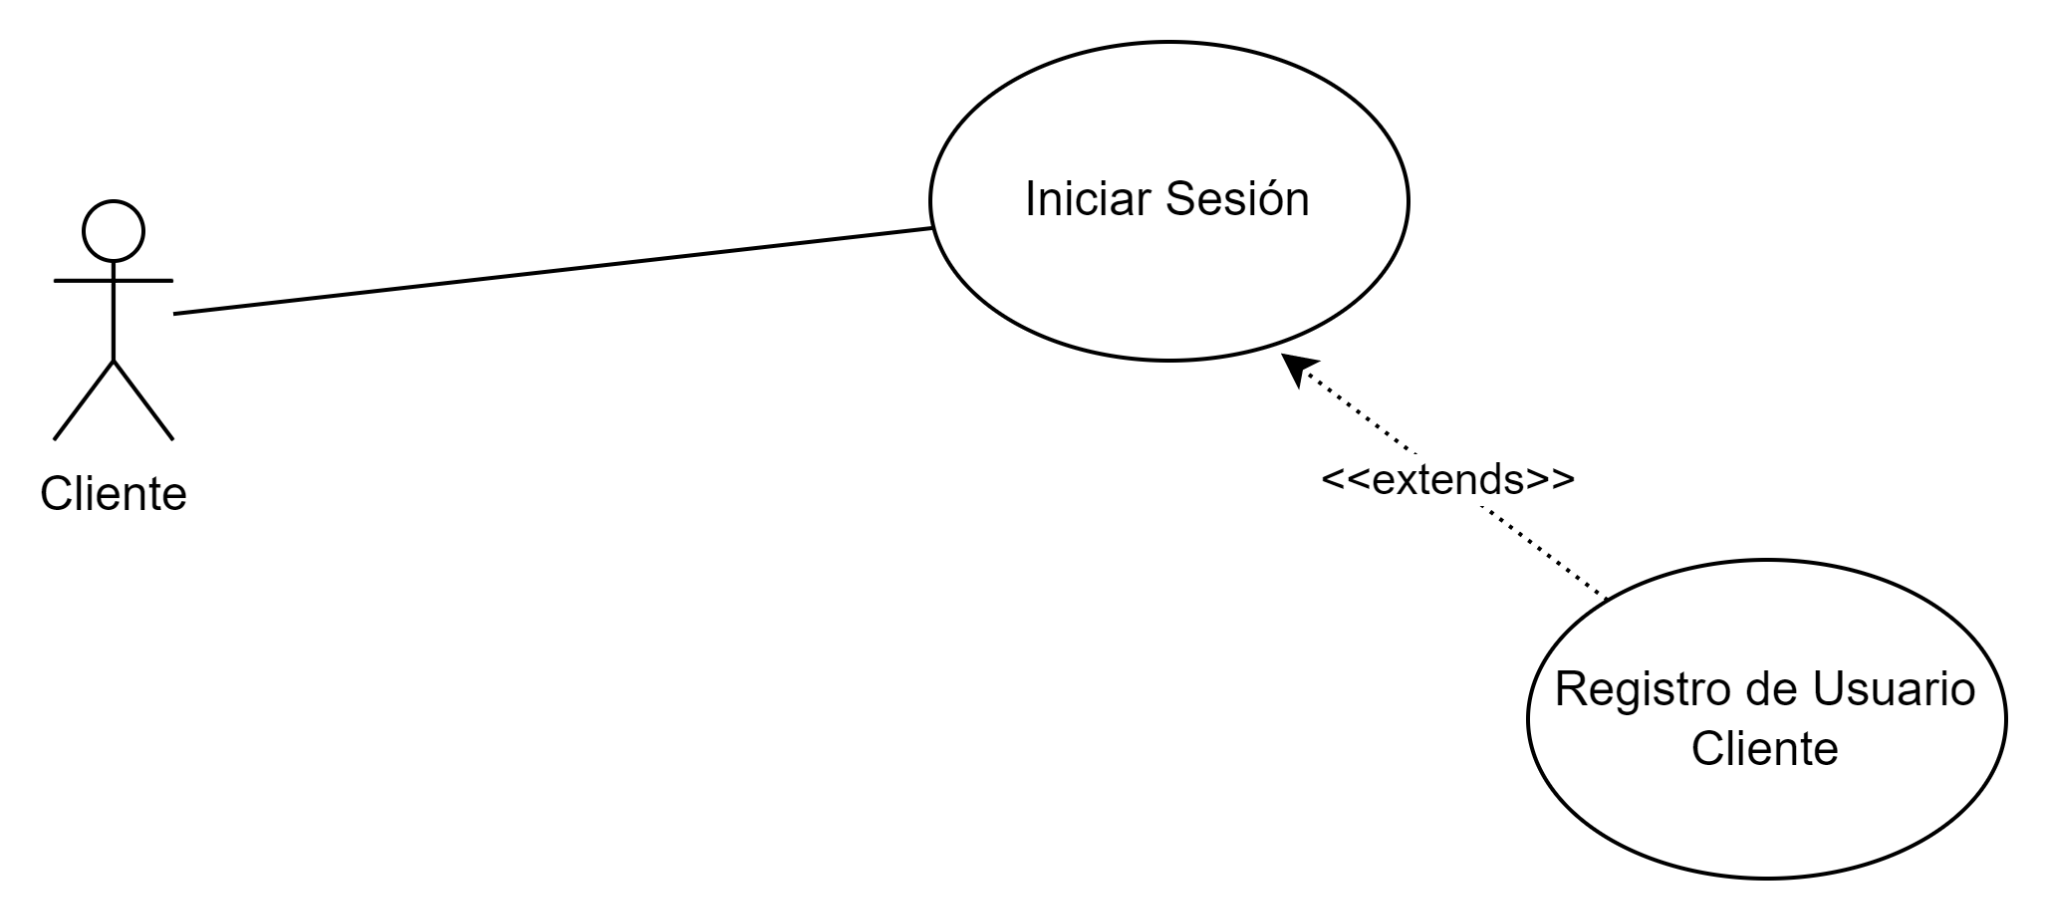 Iniciar Sesión
Cliente
<<extends>>
Registro de Usuario
Cliente